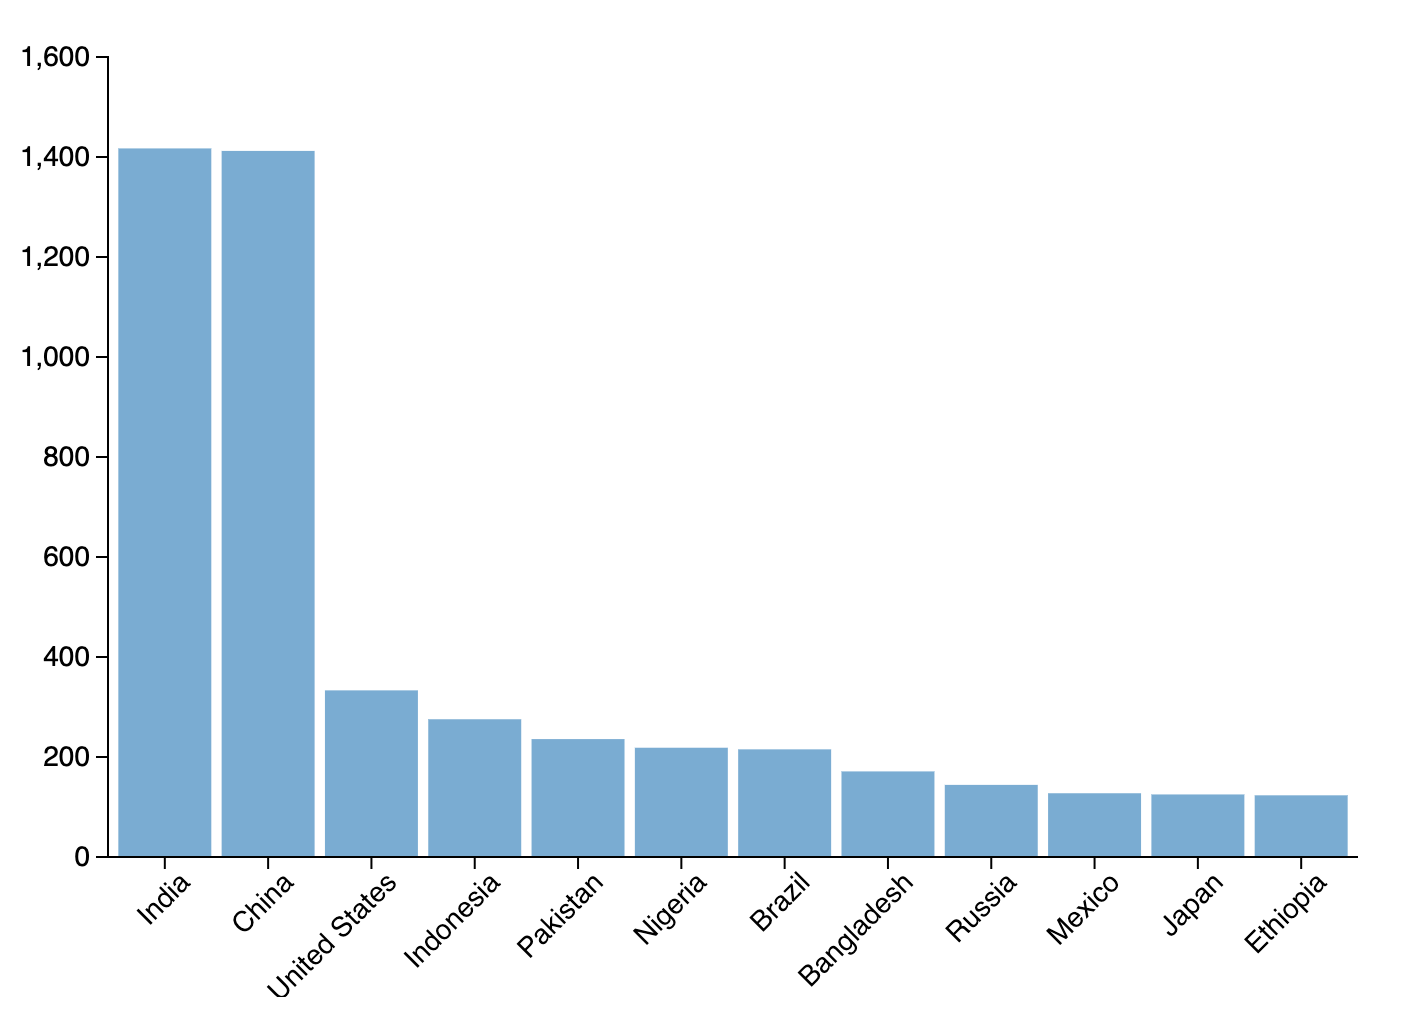 1,600
1,400
1,200
1,000
800
600
400
200
0
India
China
United States
Indonesia
Pakistan
Nigeria
Brazil
Bangladesh
Russia
Mexico
Japan
Ethiopia